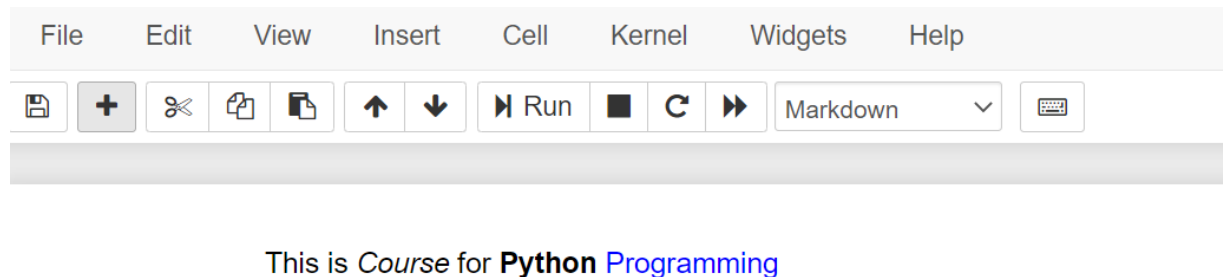 File Edit View Insert Cell Kernel Widgets Help
Run Markdown
This is Course for Python Programming